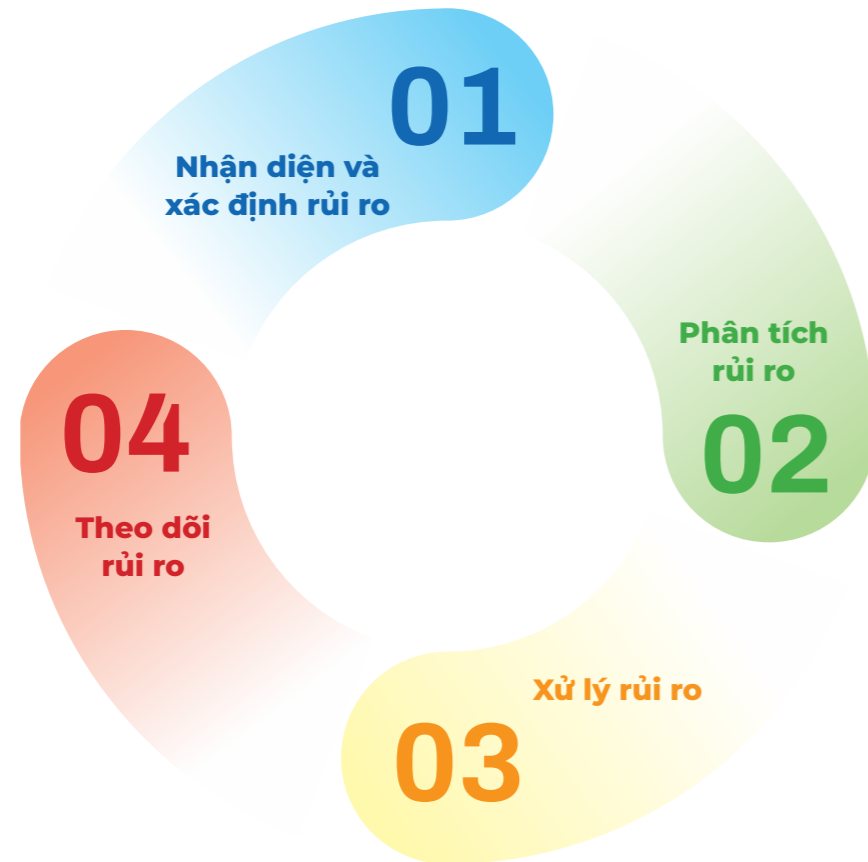 01
Nhận diện và
xác định rủi ro
Phân tích
rủi ro
02
Xử lý rủi ro
03
04
Theo dõi
rủi ro